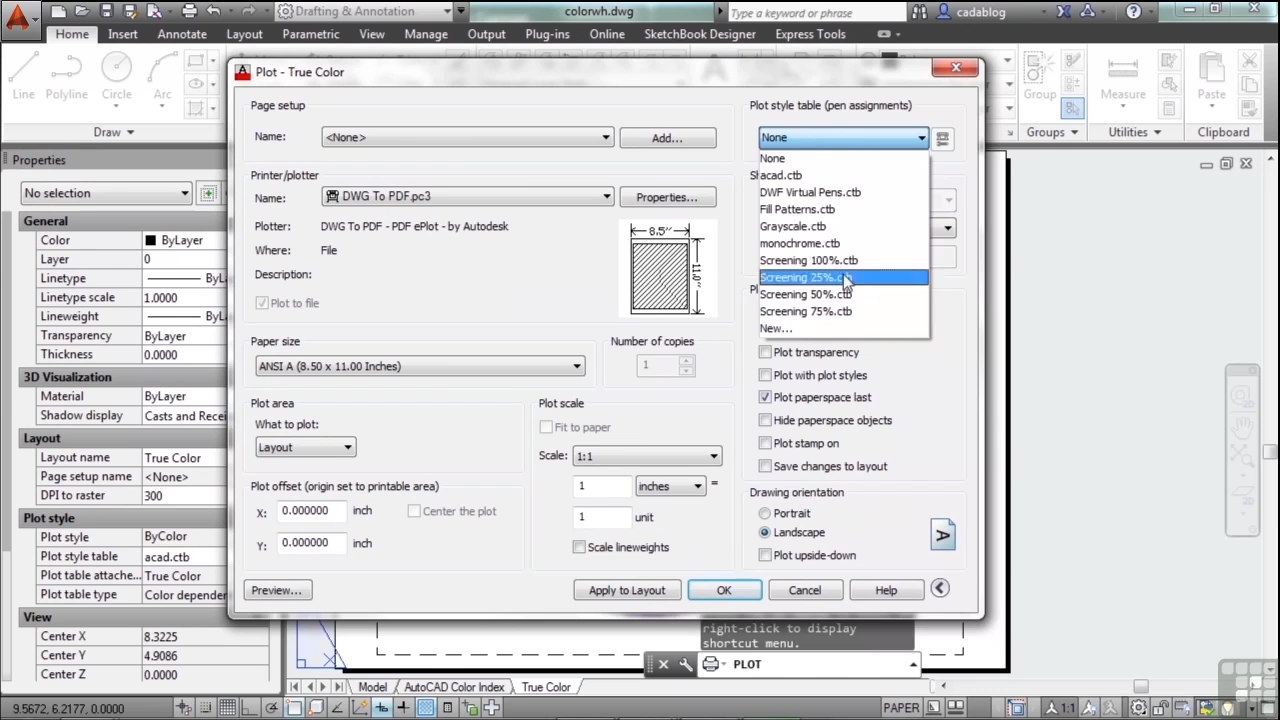 Drafting & Annotation
colorwh.dwg
Type a keyword or phrase
cadablog
Home Insert Annotate Layout Parametric View Manage Output Plug-ins Online SketchBook Designer Express Tools
Line Polyline Circle Arc
Group Measure Paste
Draw
Groups Utilities Clipboard
Properties
No selection
General
Color ByLayer
Layer 0
Linetype ByLayer
Linetype scale 1.0000
Lineweight ByLayer
Transparency ByLayer
Thickness 0.0000
3D Visualization
Material ByLayer
Shadow display Casts and Recei
Layout
Layout name True Color
Page setup name <None>
DPI to raster 300
Plot style
Plot style ByColor
Plot style table acad.ctb
Plot table attache... True Color
Plot table type Color dependen
View
Center X 8.3225
Center Y 4.9086
Center Z 0.0000
Plot - True Color
Page setup
Name: <None> Add...
Printer/plotter
Name: DWG To PDF.pc3 Properties...
Plotter: DWG To PDF - PDF ePlot - by Autodesk
Where: File
Description:
Plot to file
8.5''
11.0''
Paper size
ANSI A (8.50 x 11.00 Inches)
Number of copies
1
Plot area
What to plot:
Layout
Plot scale
Fit to paper
Scale: 1:1
1 inches =
1 unit
Scale lineweights
Plot offset (origin set to printable area)
X: 0.000000 inch Center the plot
Y: 0.000000 inch
Plot style table (pen assignments)
None
None
acad.ctb
DWF Virtual Pens.ctb
Fill Patterns.ctb
Grayscale.ctb
monochrome.ctb
Screening 100%.ctb
Screening 25%.ctb
Screening 50%.ctb
Screening 75%.ctb
New...
Plot transparency
Plot with plot styles
Plot paperspace last
Hide paperspace objects
Plot stamp on
Save changes to layout
Drawing orientation
Portrait
Landscape
Plot upside-down
A
Preview... Apply to Layout OK Cancel Help
right-click to display
shortcut menu.
PLOT
Model AutoCAD Color Index True Color
9.5672, 6.2177, 0.0000
PAPER
1:1